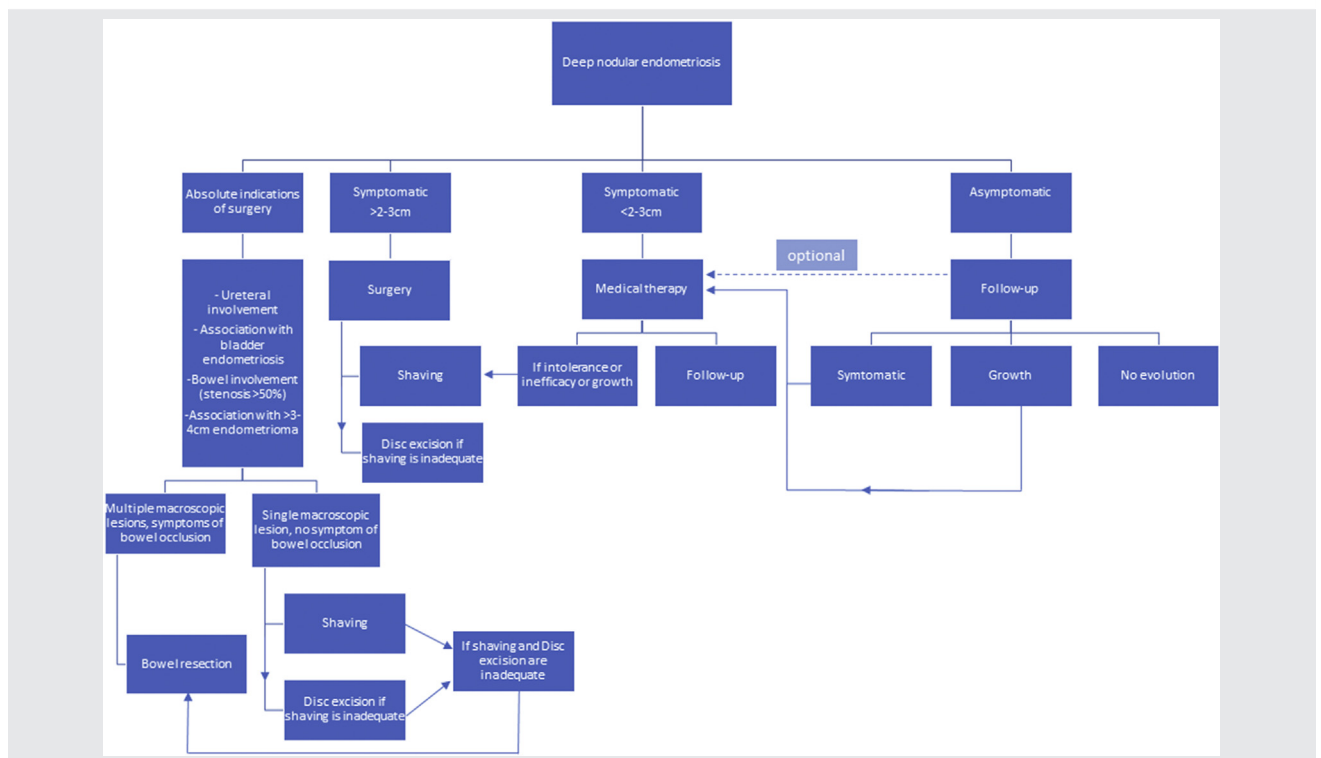 Deep nodular endometriosis
Absolute indications
of surgery
Symptomatic
>2-3cm
Symptomatic
<2-3cm
Asymptomatic
optional
- Ureteral
involvement
- Association with
bladder
endometriosis
-Bowel involvement
(stenosis>50%)
-Association with >3-
4cm endometrioma
Surgery
Medical therapy
Follow-up
Shaving
If intolerance or
inefficacy or growth
Follow-up
Symtomatic
Growth
No evolution
Disc excision if
shaving is inadequate
Multiple macroscopic
lesions, symptoms of
bowel occlusion
Single macroscopic
lesion, no symptom of
bowel occlusion
Shaving
Bowel resection
If shaving and Disc
excision are
inadequate
Disc excision if
shaving is inadequate